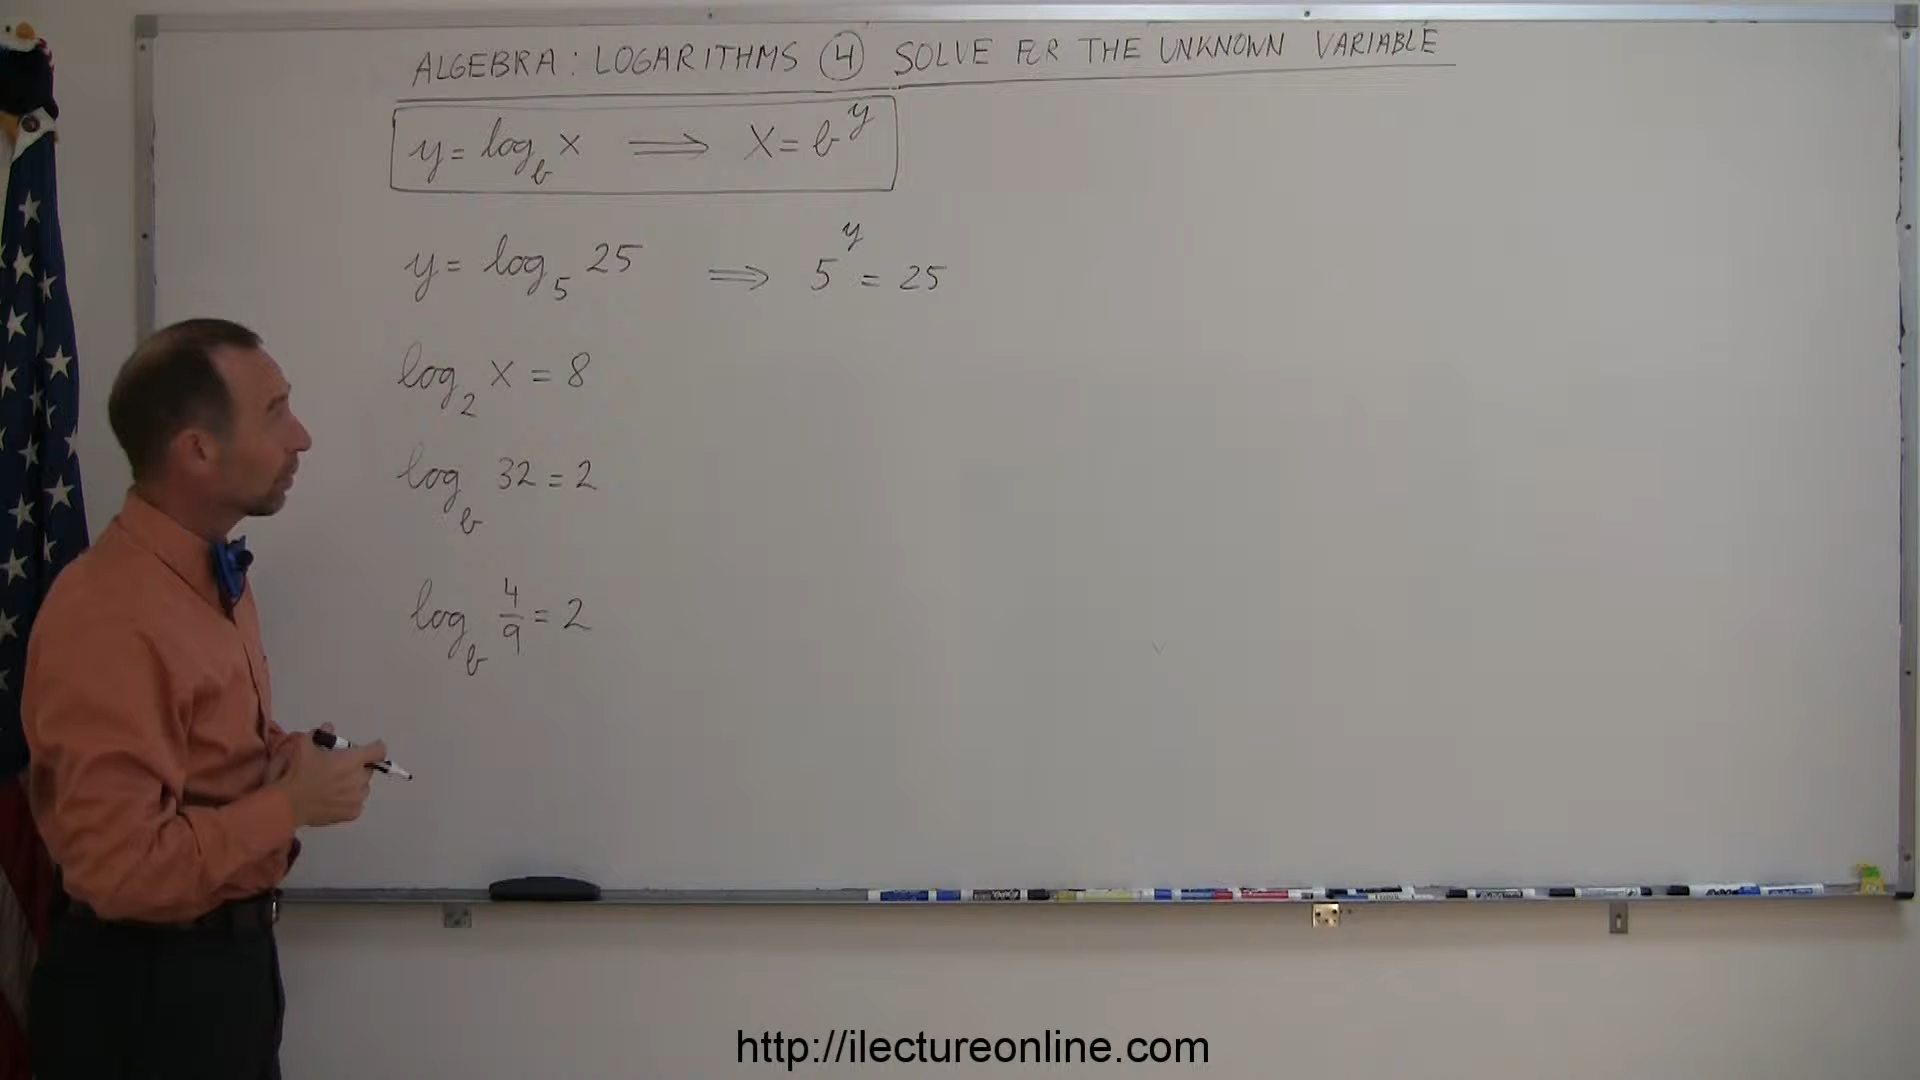 ALGEBRA: LOGARITHMS ④ SOLVE FOR THE UNKNOWN VARIABLE
y = log_b x ⟹ x = b^y
y = log_5 25 ⟹ 5^y = 25
log_2 x = 8
log_b 32 = 2
log_b 4/9 = 2
http://ilectureonline.com